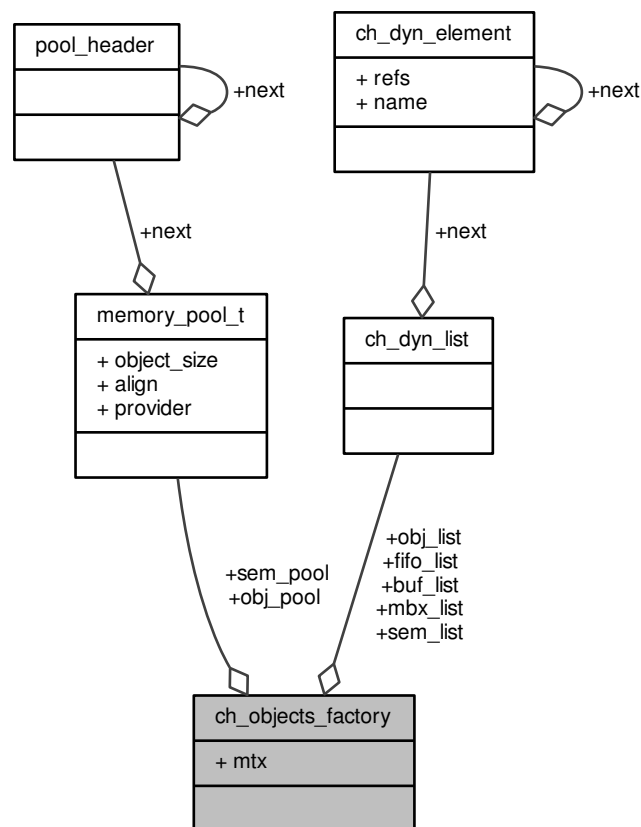 pool_header
+next
ch_dyn_element
+ refs
+ name
+next
+next
+next
memory_pool_t
+ object_size
+ align
+ provider
ch_dyn_list
+sem_pool
+obj_pool
+obj_list
+fifo_list
+buf_list
+mbx_list
+sem_list
ch_objects_factory
+ mtx